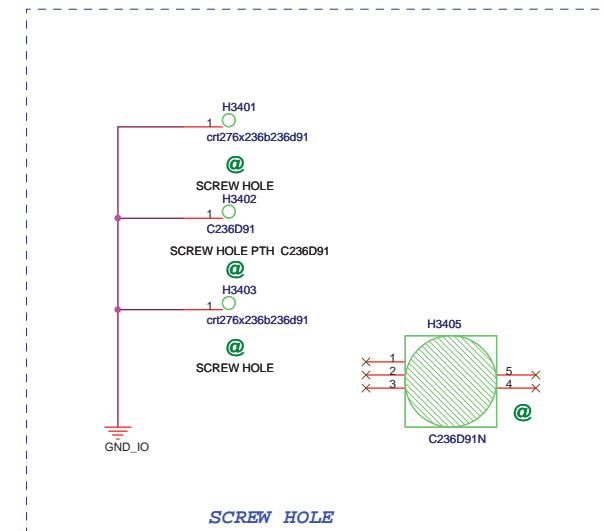 H3401
1
crt276x236b236d91
@
SCREW HOLE
H3402
1
C236D91
SCREW HOLE PTH C236D91
@
H3403
1
crt276x236b236d91
@
SCREW HOLE
H3405
1
2
3
5
4
@
C236D91N
GND_IO
SCREW HOLE